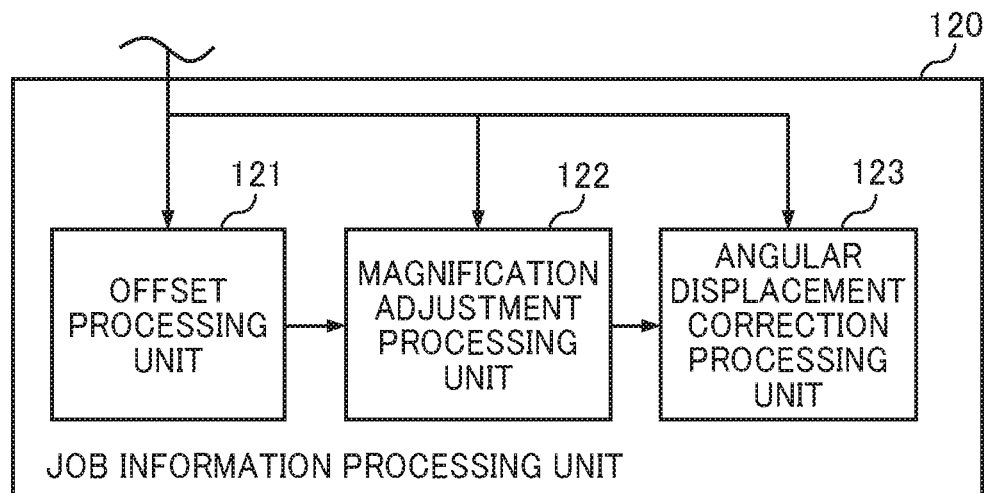 120
121
OFFSET
PROCESSING
UNIT
122
MAGNIFICATION
ADJUSTMENT
PROCESSING
UNIT
123
ANGULAR
DISPLACEMENT
CORRECTION
PROCESSING
UNIT
JOB INFORMATION PROCESSING UNIT